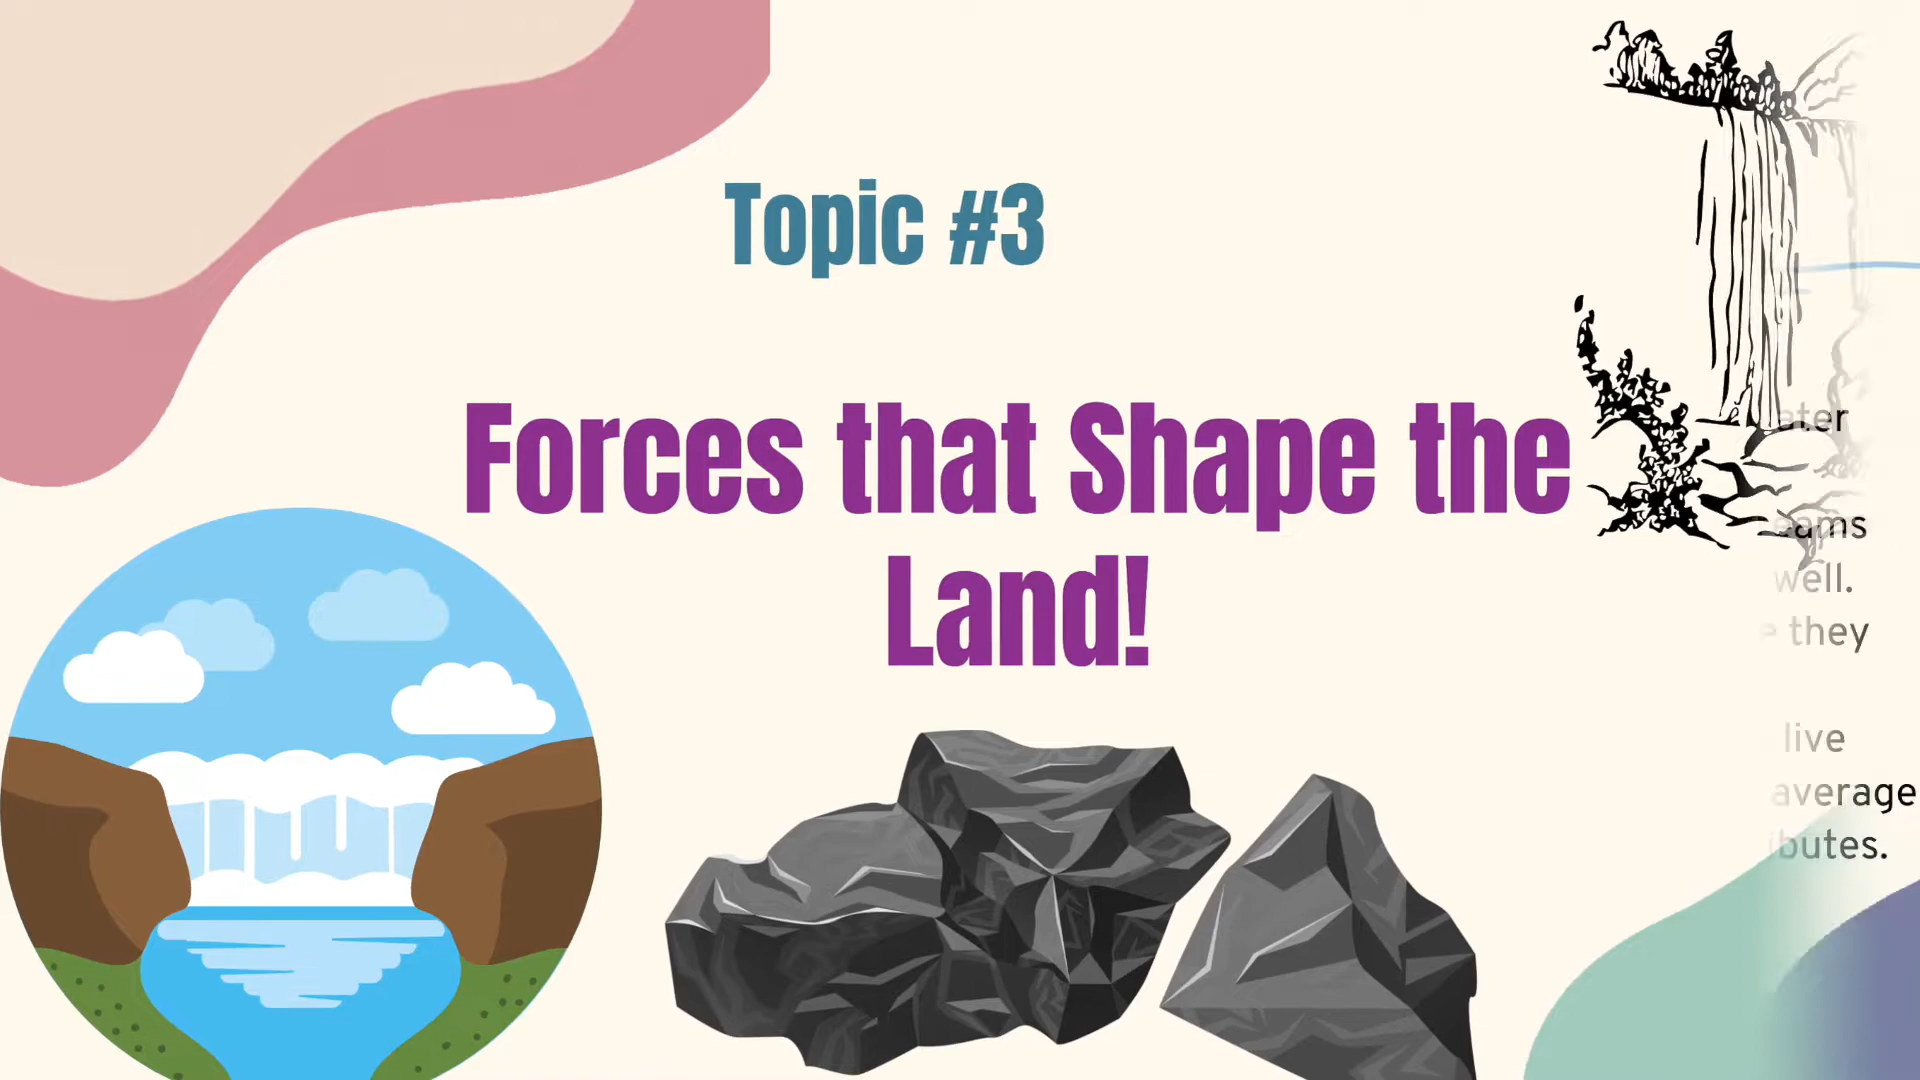 Topic #3
Forces that Shape the
Land!
well.
they
live
average